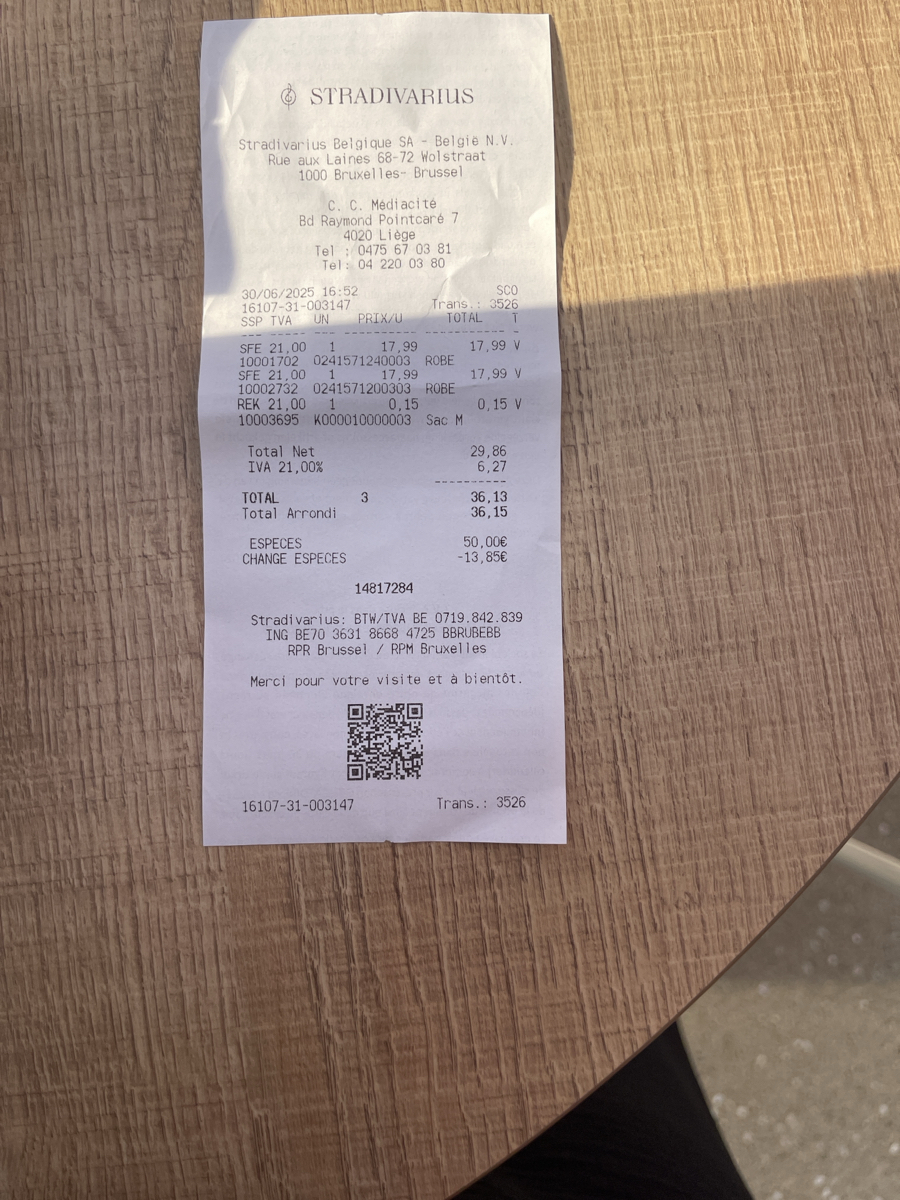 STRADIVARIUS
Stradivarius Belgique SA - België N.V.
Rue aux Laines 68-72 Wolstraat
1000 Bruxelles- Brussel
C. C. Médiacité
Bd Raymond Pointcaré 7
4020 Liège
Tel : 0475 67 03 81
Tel: 04 220 03 80
30/06/2025 16:52 SCO
16107-31-003147 Trans.: 3526
SSP TVA UN PRIX/U TOTAL T
--- ----- --- ---------- ----------- -
SFE 21,00 1 17,99 17,99 V
10001702 0241571240003 ROBE
SFE 21,00 1 17,99 17,99 V
10002732 0241571200303 ROBE
REK 21,00 1 0,15 0,15 V
10003695 K000010000003 Sac M
Total Net 29,86
IVA 21,00% 6,27
----------
TOTAL 3 36,13
Total Arrondi 36,15
ESPECES 50,00€
CHANGE ESPECES -13,85€
14817284
Stradivarius: BTW/TVA BE 0719.842.839
ING BE70 3631 8668 4725 BBRUBEBB
RPR Brussel / RPM Bruxelles
Merci pour votre visite et à bientôt.
16107-31-003147 Trans.: 3526